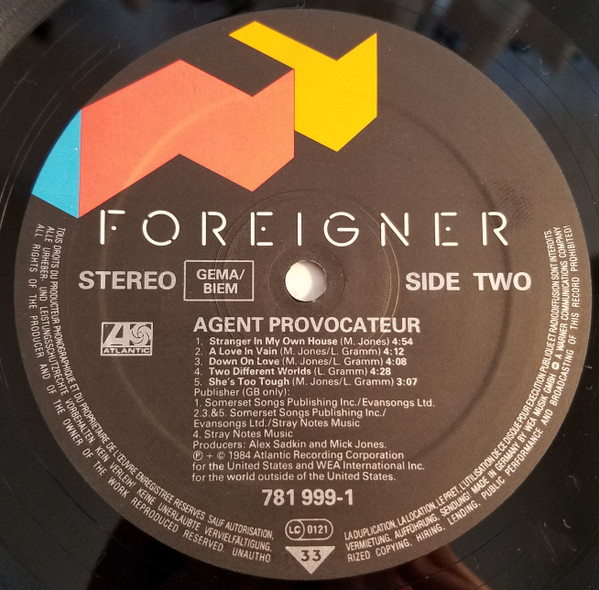 FOREIGNER
STEREO
GEMA/
BIEM
SIDE TWO
ATLANTIC
AGENT PROVOCATEUR
1. Stranger In My Own House (M. Jones) 4:54
2. A Love In Vain (M. Jones/L. Gramm) 4:12
3. Down On Love (M. Jones/L. Gramm) 4:08
4. Two Different Worlds (L. Gramm) 4:28
5. She's Too Tough (M. Jones/L. Gramm) 3:07
Publisher (GB only):
1. Somerset Songs Publishing Inc./Evansongs Ltd.
2.3.&5. Somerset Songs Publishing Inc./
Evansongs Ltd./Stray Notes Music
4. Stray Notes Music
Producers: Alex Sadkin and Mick Jones.
℗ + © 1984 Atlantic Recording Corporation
for the United States and WEA International Inc.
for the world outside of the United States.
781 999-1
LC 0121
33
TOUS DROITS DU PRODUCTEUR PHONOGRAPHIQUE ET DU PROPRIETAIRE DE L'ŒUVRE ENREGISTREE RESERVES. SAUF AUTORISATION,
LA DUPLICATION, LA LOCATION, LE PRET, L'UTILISATION DE CE DISQUE POUR EXECUTION PUBLIQUE ET RADIODIFFUSION SONT INTERDITS.
ALLE URHEBER- UND LEISTUNGSSCHUTZRECHTE VORBEHALTEN. KEIN VERLEIH! KEINE UNERLAUBTE VERVIELFÄLTIGUNG,
VERMIETUNG, AUFFÜHRUNG, SENDUNG! MADE IN GERMANY BY WEA MUSIK GMBH A WARNER COMMUNICATIONS COMPANY
ALL RIGHTS OF THE PRODUCER AND OF THE OWNER OF THE WORK REPRODUCED RESERVED. UNAUTHO
RIZED COPYING, HIRING, LENDING, PUBLIC PERFORMANCE AND BROADCASTING OF THIS RECORD PROHIBITED!